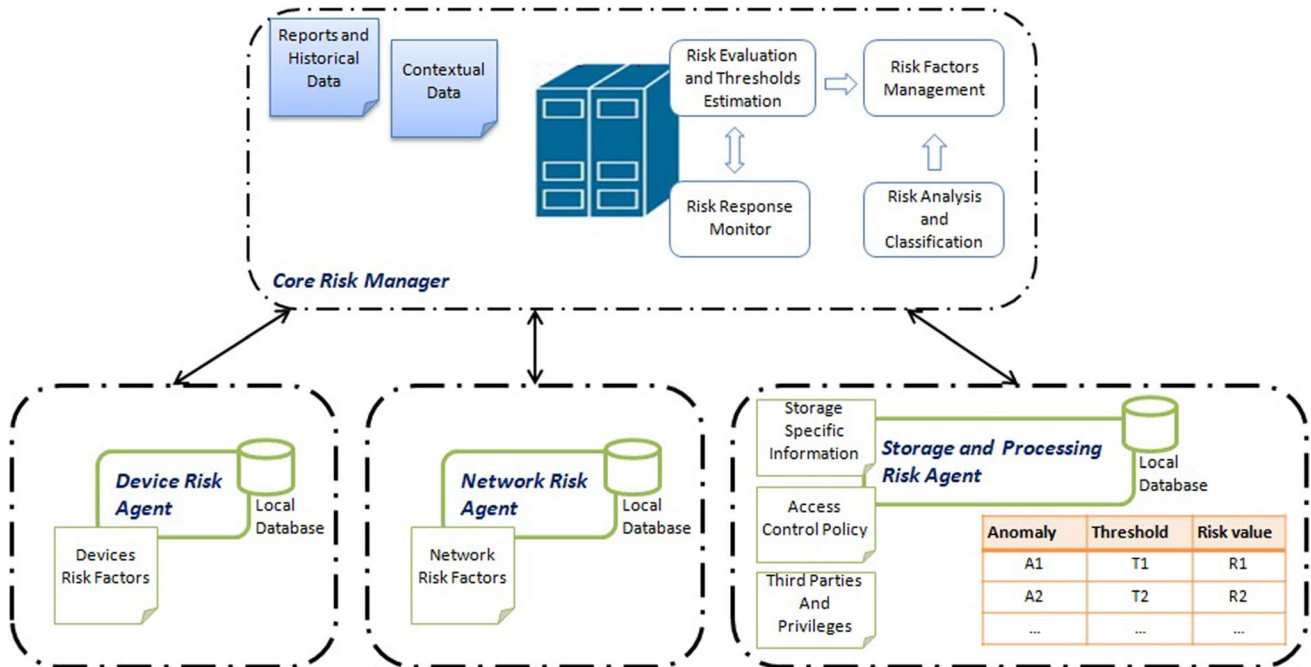 Reports and
Historical
Data
Contextual
Data
Risk Evaluation
and Thresholds
Estimation
Risk Factors
Management
Risk Response
Monitor
Risk Analysis
and
Classification
Core Risk Manager
Device Risk
Agent
Local
Database
Devices
Risk Factors
Network Risk
Agent
Local
Database
Network
Risk Factors
Storage
Specific
Information
Storage and Processing
Risk Agent
Local
Database
Access
Control Policy
Third Parties
And
Privileges
Anomaly Threshold Risk value
A1 T1 R1
A2 T2 R2
... ... ...